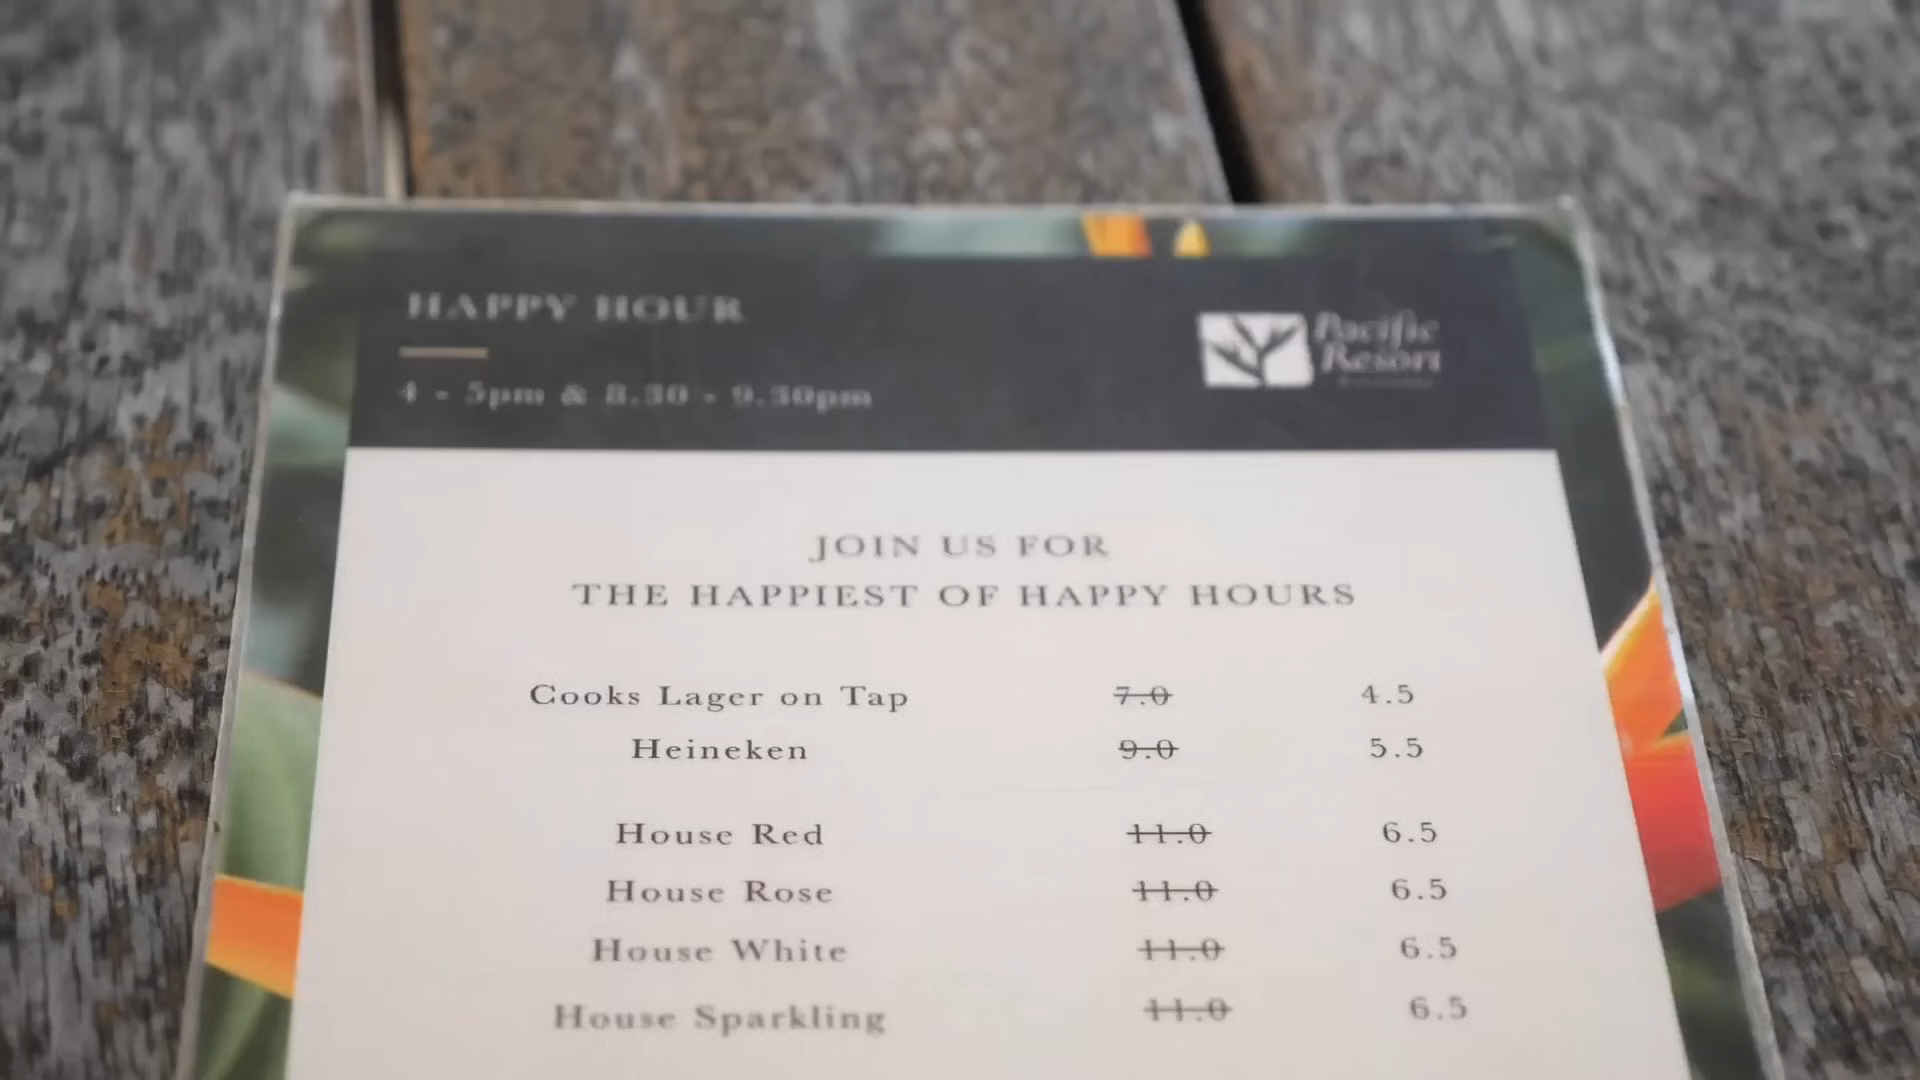 HAPPY HOUR
4 - 5pm & 8.30 - 9.30pm
Pacific
Resort
JOIN US FOR
THE HAPPIEST OF HAPPY HOURS
Cooks Lager on Tap 7.0 4.5
Heineken 9.0 5.5
House Red 11.0 6.5
House Rose 11.0 6.5
House White 11.0 6.5
House Sparkling 11.0 6.5